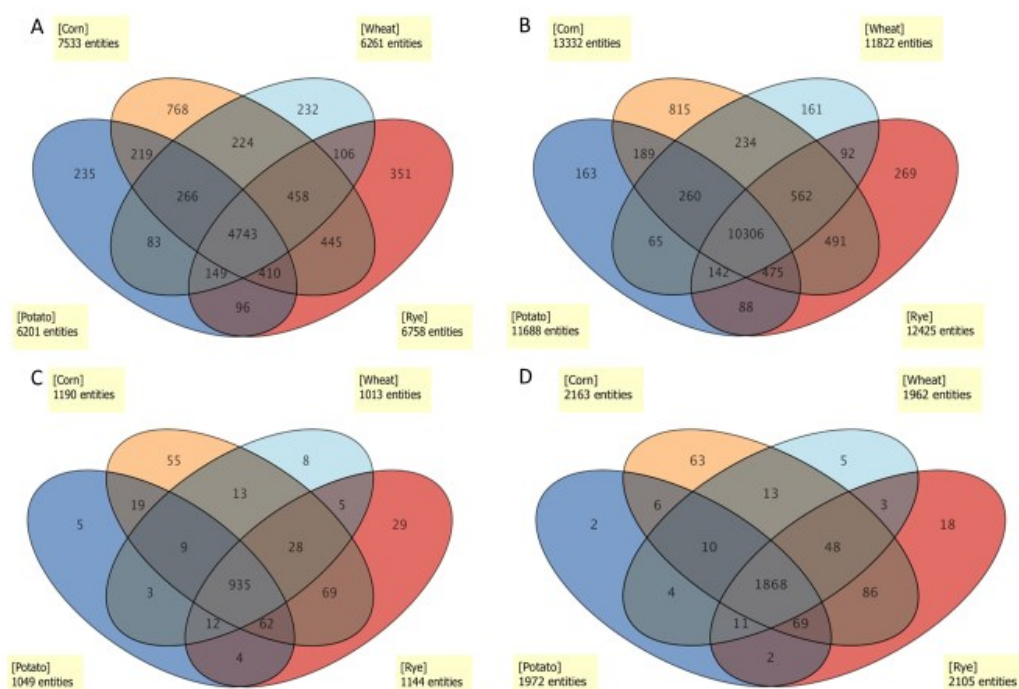 A
[Corn]
7533 entities
[Wheat]
6261 entities
768
232
224
219
106
235
351
266
458
83
4743
445
149
410
96
[Potato]
6201 entities
[Rye]
6758 entities
B
[Corn]
13332 entities
[Wheat]
11822 entities
815
161
234
189
92
163
269
260
562
65
10306
491
142
475
88
[Potato]
11688 entities
[Rye]
12425 entities
C
[Corn]
1190 entities
[Wheat]
1013 entities
55
8
13
19
5
5
29
9
28
3
935
69
12
62
4
[Potato]
1049 entities
[Rye]
1144 entities
D
[Corn]
2163 entities
[Wheat]
1962 entities
63
5
13
6
3
2
18
10
48
4
1868
86
11
69
2
[Potato]
1972 entities
[Rye]
2105 entities